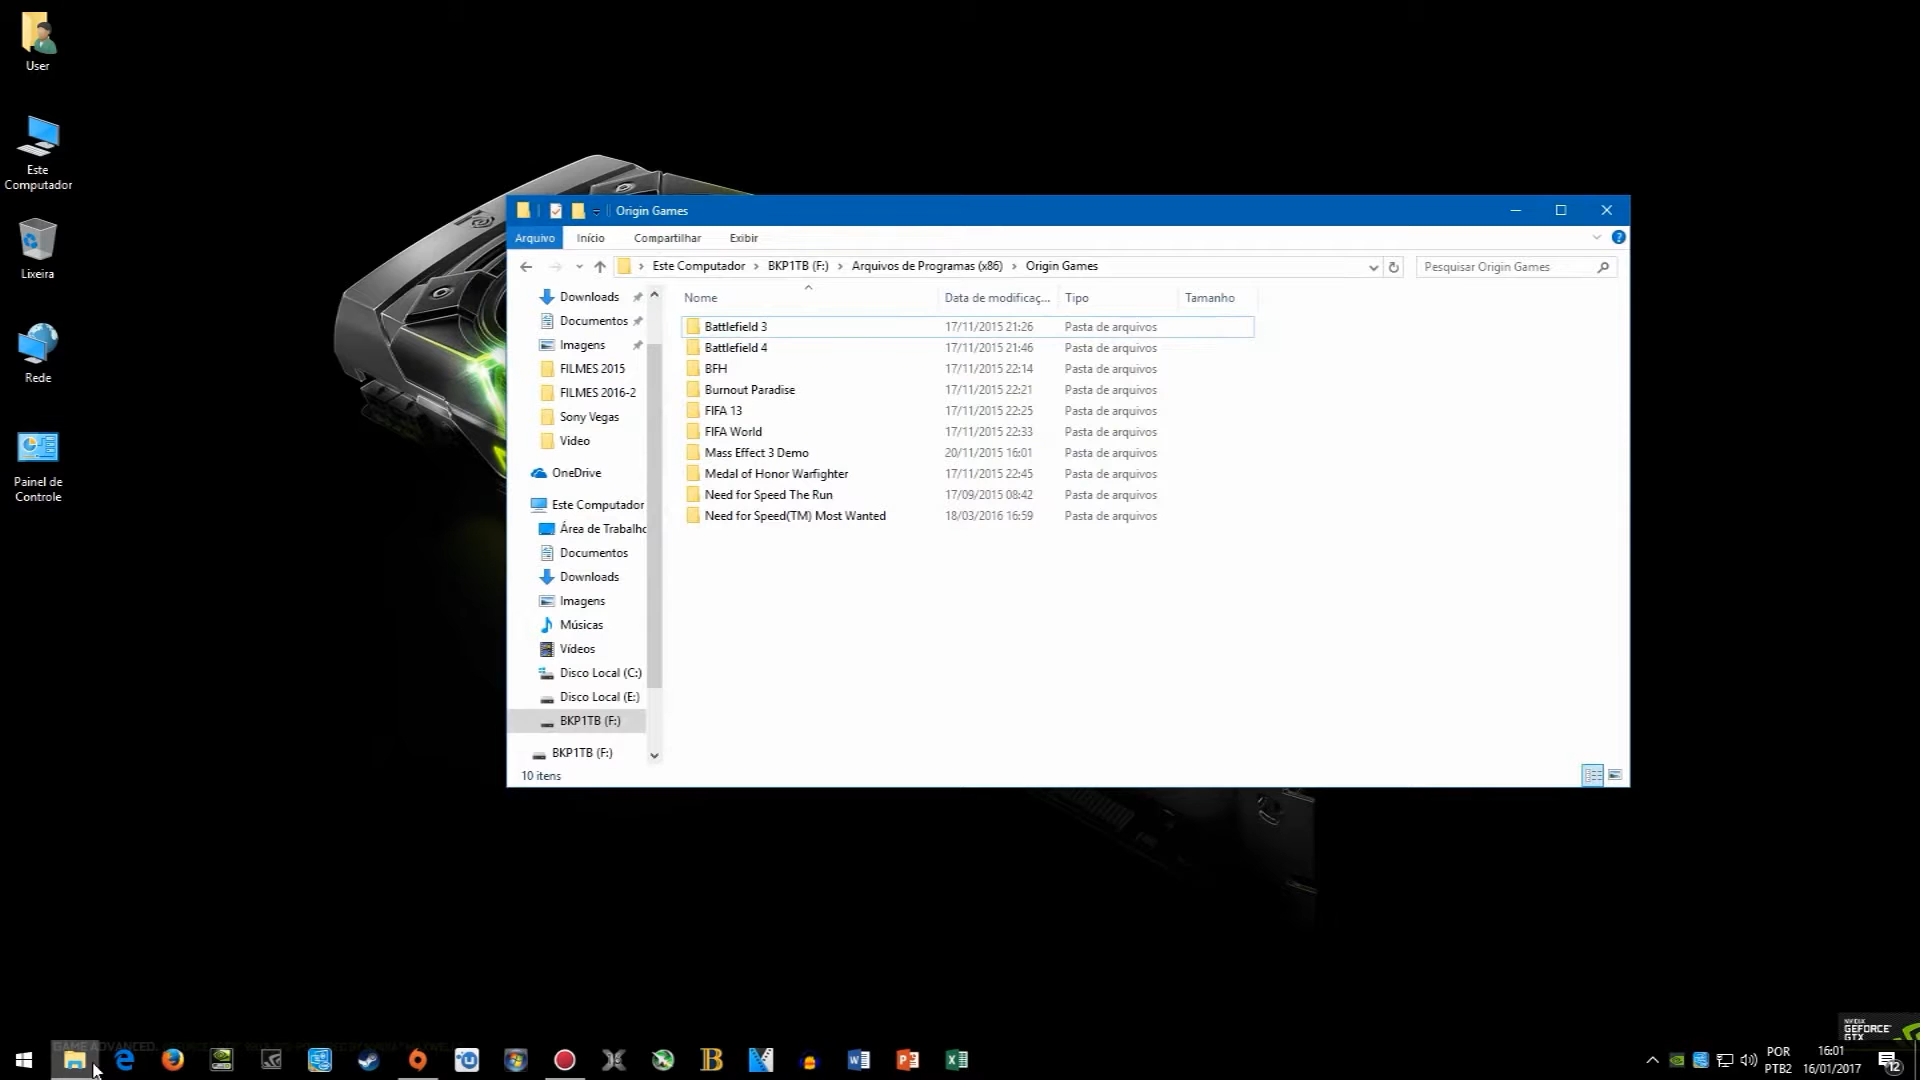 User
Este
Computador
Lixeira
Rede
Painel de
Controle
Origin Games
Arquivo Início Compartilhar Exibir
Este Computador > BKP1TB (F:) > Arquivos de Programas (x86) > Origin Games
Pesquisar Origin Games
Downloads
Documentos
Imagens
FILMES 2015
FILMES 2016-2
Sony Vegas
Video
OneDrive
Este Computador
Área de Trabalho
Documentos
Downloads
Imagens
Músicas
Vídeos
Disco Local (C:)
Disco Local (E:)
BKP1TB (F:)
BKP1TB (F:)
Nome Data de modificaç... Tipo Tamanho
Battlefield 3 17/11/2015 21:26 Pasta de arquivos
Battlefield 4 17/11/2015 21:46 Pasta de arquivos
BFH 17/11/2015 22:14 Pasta de arquivos
Burnout Paradise 17/11/2015 22:21 Pasta de arquivos
FIFA 13 17/11/2015 22:25 Pasta de arquivos
FIFA World 17/11/2015 22:33 Pasta de arquivos
Mass Effect 3 Demo 20/11/2015 16:01 Pasta de arquivos
Medal of Honor Warfighter 17/11/2015 22:45 Pasta de arquivos
Need for Speed The Run 17/09/2015 08:42 Pasta de arquivos
Need for Speed(TM) Most Wanted 18/03/2016 16:59 Pasta de arquivos
10 itens
NVIDIA
GEFORCE
GTX
GAME ADVANCED.
POR
PTB2
16:01
16/01/2017
12